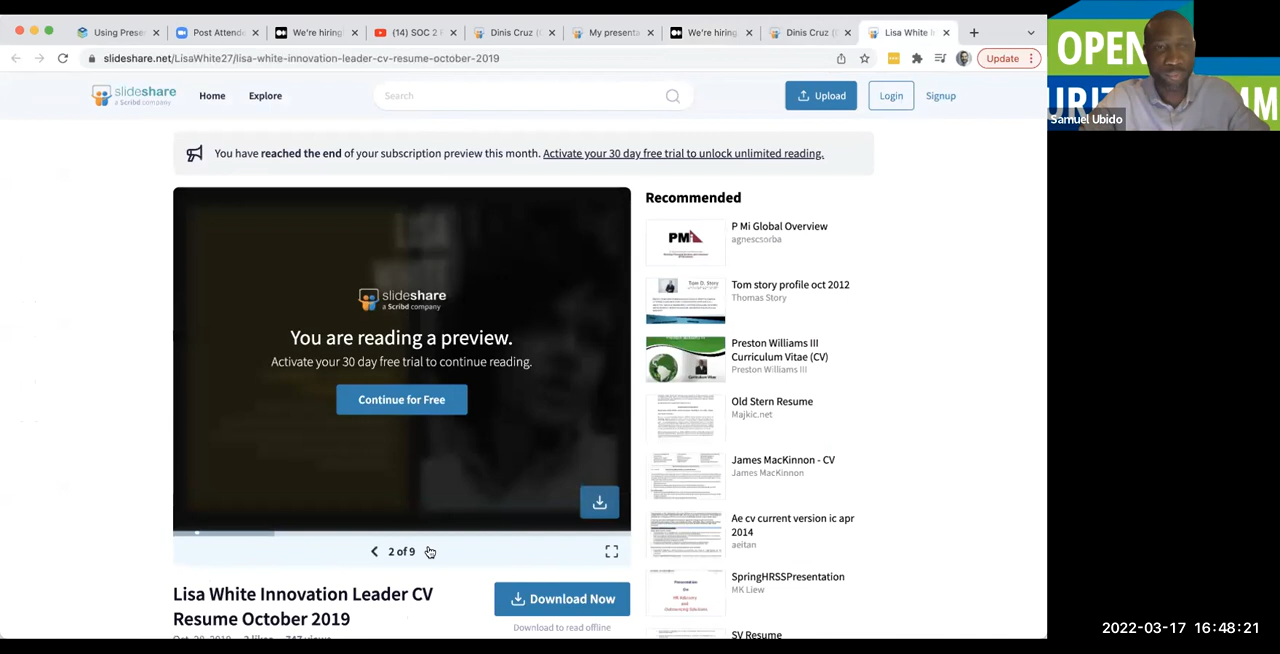 Using Prese
Post Attend
We're hiring
(14) SOC 2
Dinis Cruz (
My presenta
We're hiring
Dinis Cruz (
Lisa White I
slideshare.net/LisaWhite27/lisa-white-innovation-leader-cv-resume-october-2019
Update
slideshare
a Scribd company
Home
Explore
Search
Upload
Login
Signup
You have reached the end of your subscription preview this month. Activate your 30 day free trial to unlock unlimited reading.
slideshare
a Scribd company
You are reading a preview.
Activate your 30 day free trial to continue reading.
Continue for Free
2 of 9
Lisa White Innovation Leader CV
Resume October 2019
Download Now
Download to read offline
Recommended
PMi
P Mi Global Overview
agnescsorba
Tom D. Story
Tom story profile oct 2012
Thomas Story
Preston Williams III
Curriculum Vitae (CV)
Preston Williams III
Old Stern Resume
Majkic.net
James MacKinnon - CV
James MacKinnon
Ae cv current version ic apr
2014
aeitan
SpringHRSSPresentation
MK Liew
SV Resume
OPEN
URIT
MM
Samuel Ubido
2022-03-17 16:48:21